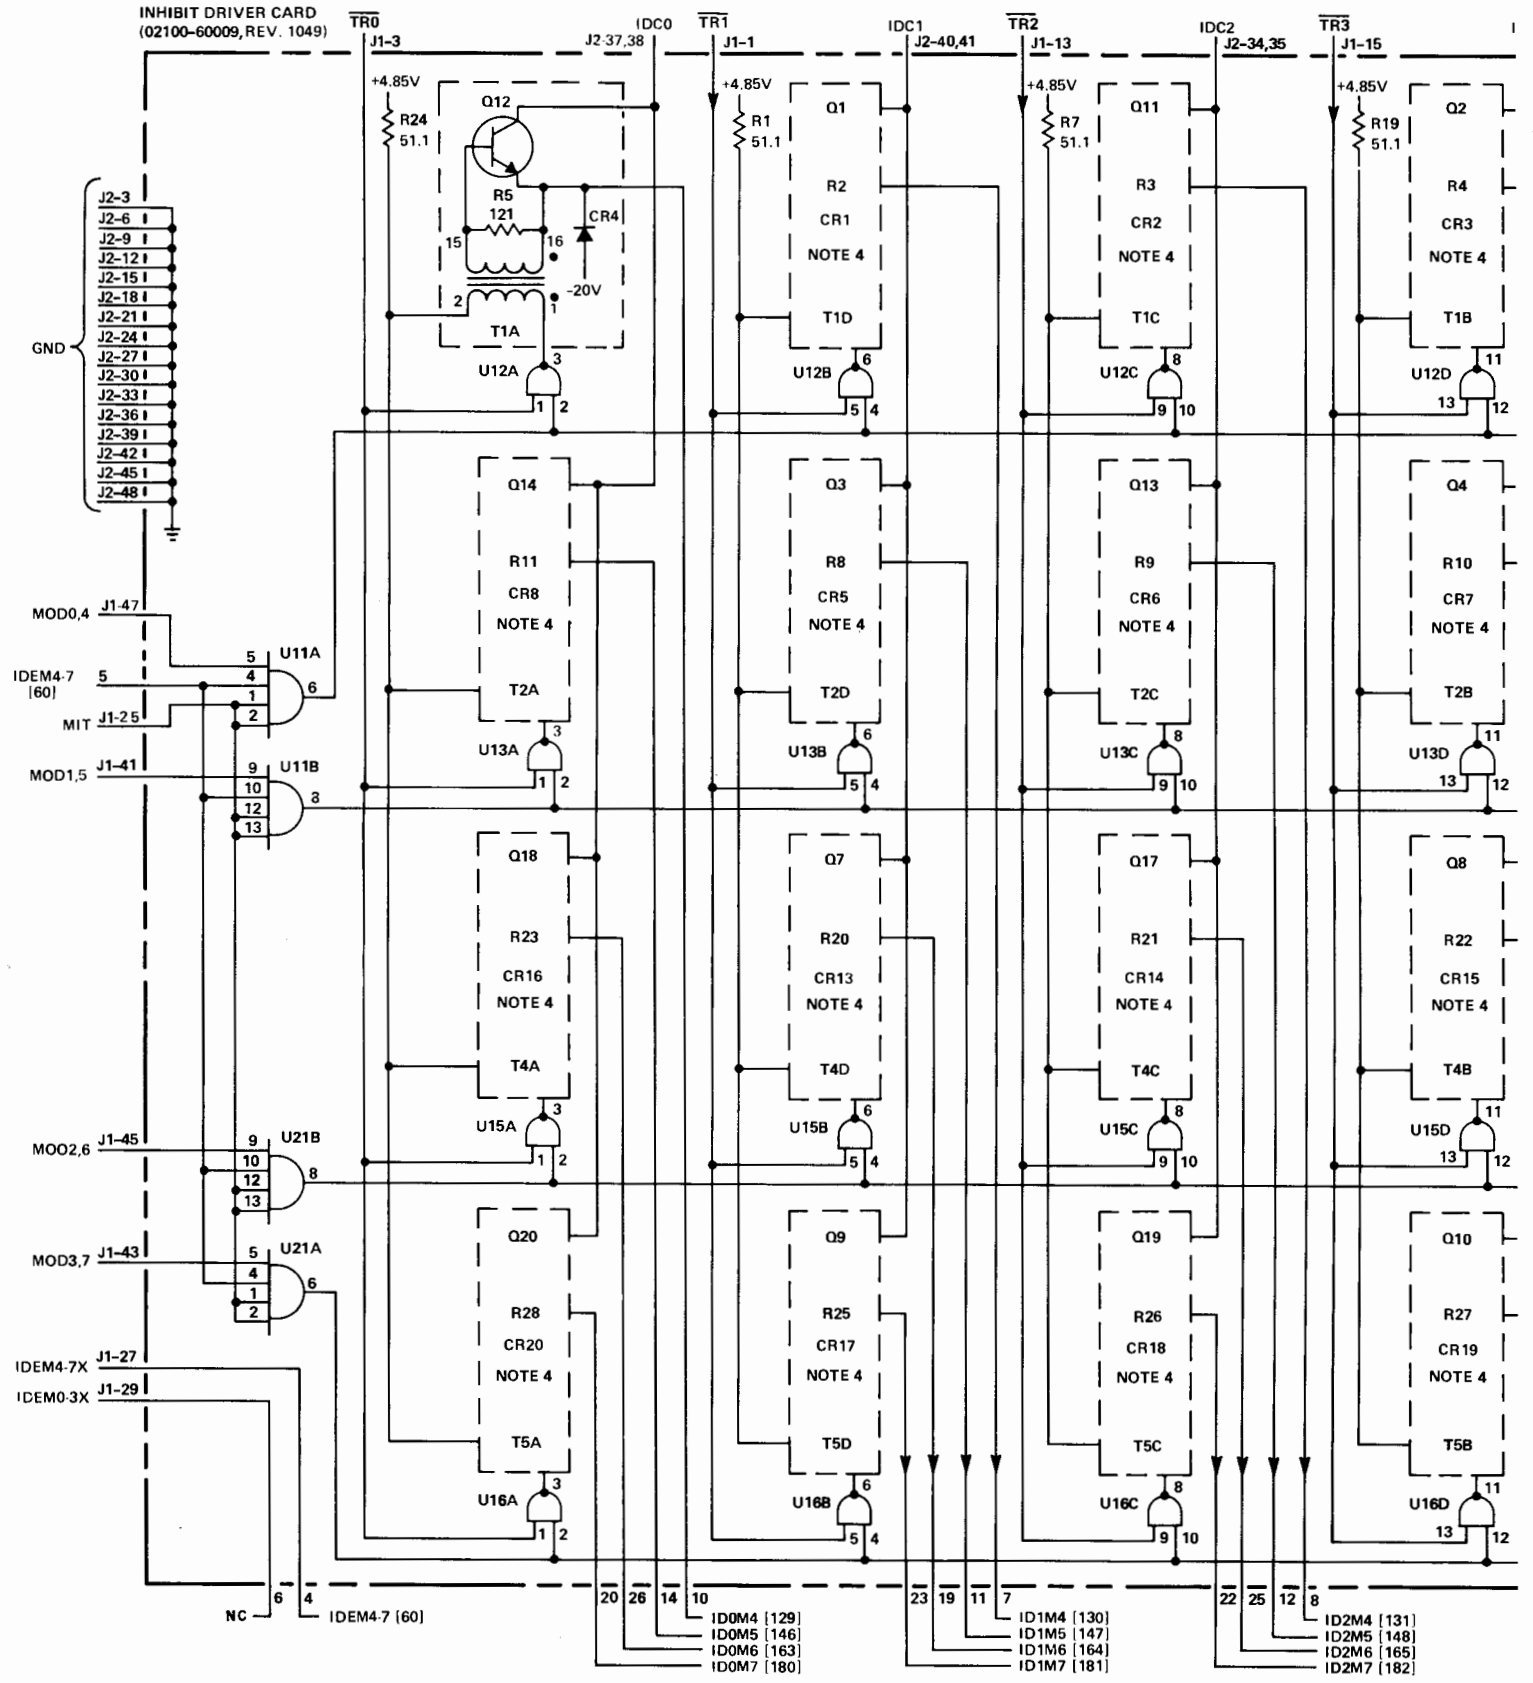 INHIBIT DRIVER CARD
(02100-60009, REV. 1049)
TR0
J1-3
IDC0
J2-37,38
TR1
J1-1
IDC1
J2-40,41
TR2
J1-13
IDC2
J2-34,35
TR3
J1-15
I
+4.85V
R24
51.1
Q12
R5
121
15
16
CR4
-20V
2
1
T1A
U12A
3
1
2
+4.85V
R1
51.1
Q1
R2
CR1
NOTE 4
T1D
U12B
6
5
4
+4.85V
R7
51.1
Q11
R3
CR2
NOTE 4
T1C
U12C
8
9
10
+4.85V
R19
51.1
Q2
R4
CR3
NOTE 4
T1B
U12D
11
13
12
GND
J2-3
J2-6
J2-9
J2-12
J2-15
J2-18
J2-21
J2-24
J2-27
J2-30
J2-33
J2-36
J2-39
J2-42
J2-45
J2-48
Q14
R11
CR8
NOTE 4
T2A
U13A
3
1
2
Q3
R8
CR5
NOTE 4
T2D
U13B
6
5
4
Q13
R9
CR6
NOTE 4
T2C
U13C
8
9
10
Q4
R10
CR7
NOTE 4
T2B
U13D
11
13
12
MOD0,4
J1-47
IDEM4-7
[60]
5
MIT
J1-25
U11A
5
4
1
2
6
MOD1,5
J1-41
U11B
9
10
12
13
8
Q18
R23
CR16
NOTE 4
T4A
U15A
3
1
2
Q7
R20
CR13
NOTE 4
T4D
U15B
6
5
4
Q17
R21
CR14
NOTE 4
T4C
U15C
8
9
10
Q8
R22
CR15
NOTE 4
T4B
U15D
11
13
12
MOO2,6
J1-45
U21B
9
10
12
13
8
MOD3,7
J1-43
U21A
5
4
1
2
6
Q20
R28
CR20
NOTE 4
T5A
U16A
3
1
2
Q9
R25
CR17
NOTE 4
T5D
U16B
6
5
4
Q19
R26
CR18
NOTE 4
T5C
U16C
8
9
10
Q10
R27
CR19
NOTE 4
T5B
U16D
11
13
12
IDEM4-7X
J1-27
IDEM0-3X
J1-29
6
4
NC
IDEM4-7 [60]
20
26
14
10
ID0M4 [129]
ID0M5 [146]
ID0M6 [163]
ID0M7 [180]
23
19
11
7
ID1M4 [130]
ID1M5 [147]
ID1M6 [164]
ID1M7 [181]
22
25
12
8
ID2M4 [131]
ID2M5 [148]
ID2M6 [165]
ID2M7 [182]